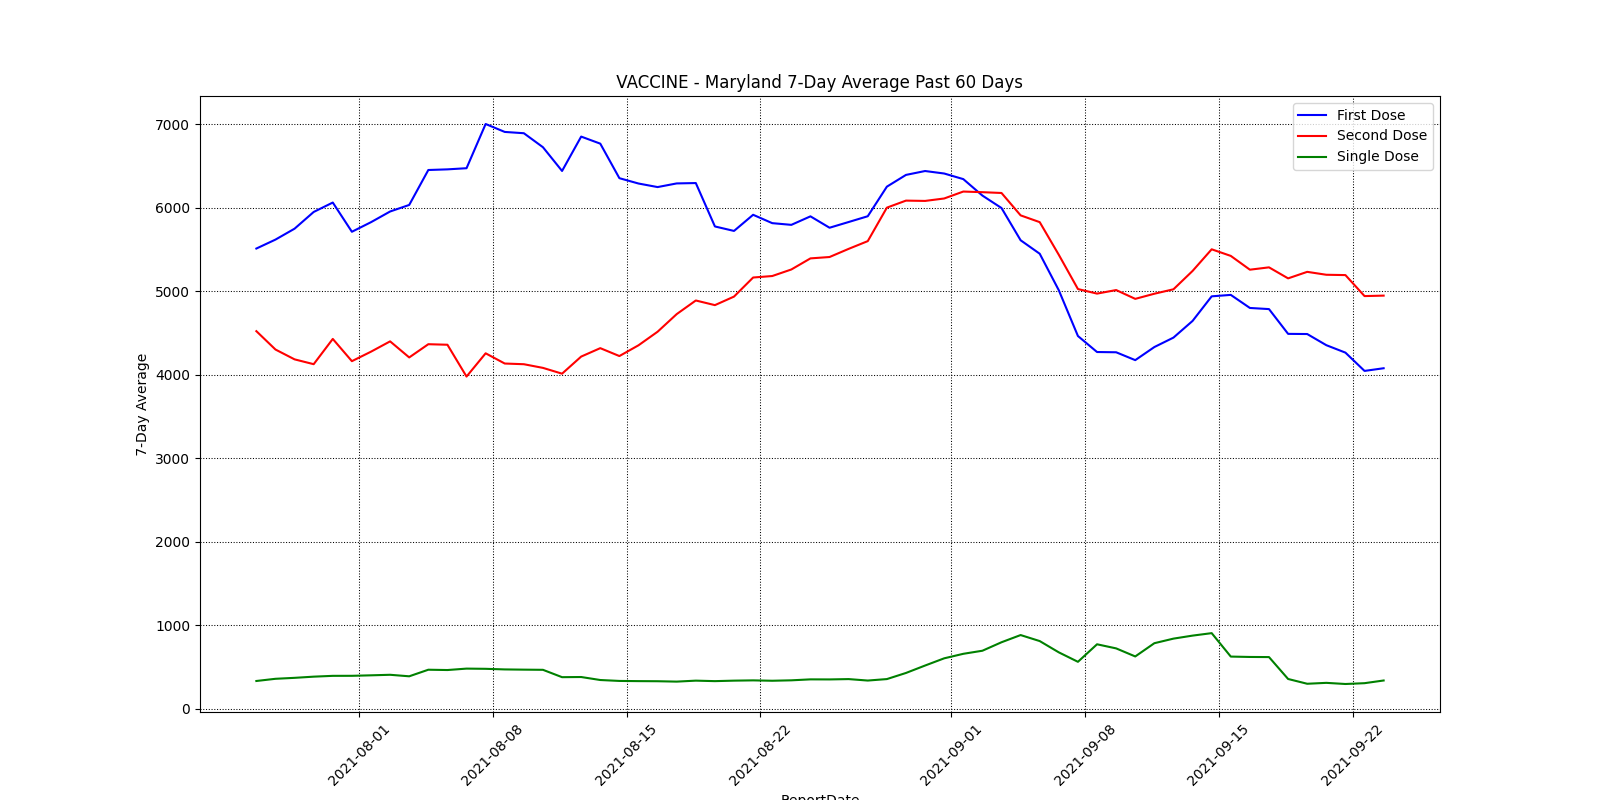 VACCINE - Maryland 7-Day Average Past 60 Days
First Dose
Second Dose
Single Dose
7-Day Average
7000
6000
5000
4000
3000
2000
1000
0
2021-08-01
2021-08-08
2021-08-15
2021-08-22
2021-09-01
2021-09-08
2021-09-15
2021-09-22
ReportDate